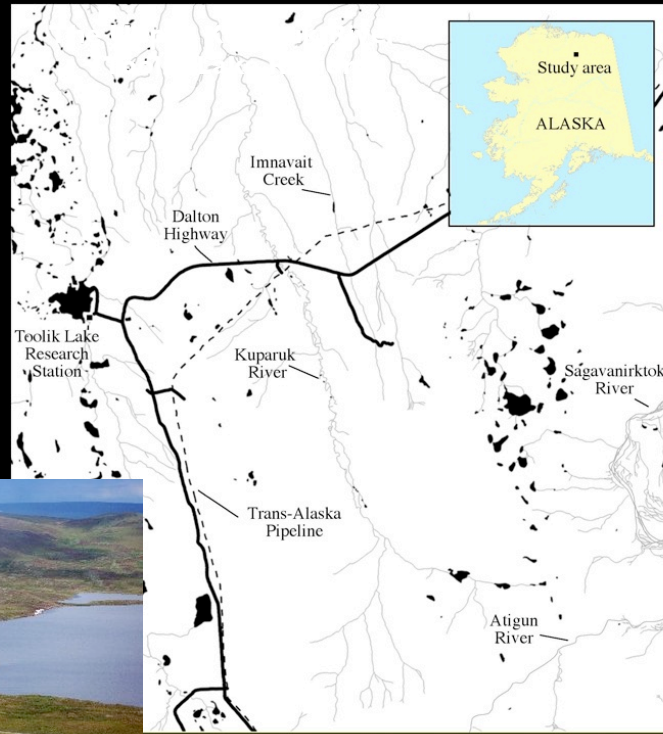 Study area
ALASKA
Imnavait
Creek
Dalton
Highway
Toolik Lake
Research
Station
Kuparuk
River
Sagavanirktok
River
Trans-Alaska
Pipeline
Atigun
River